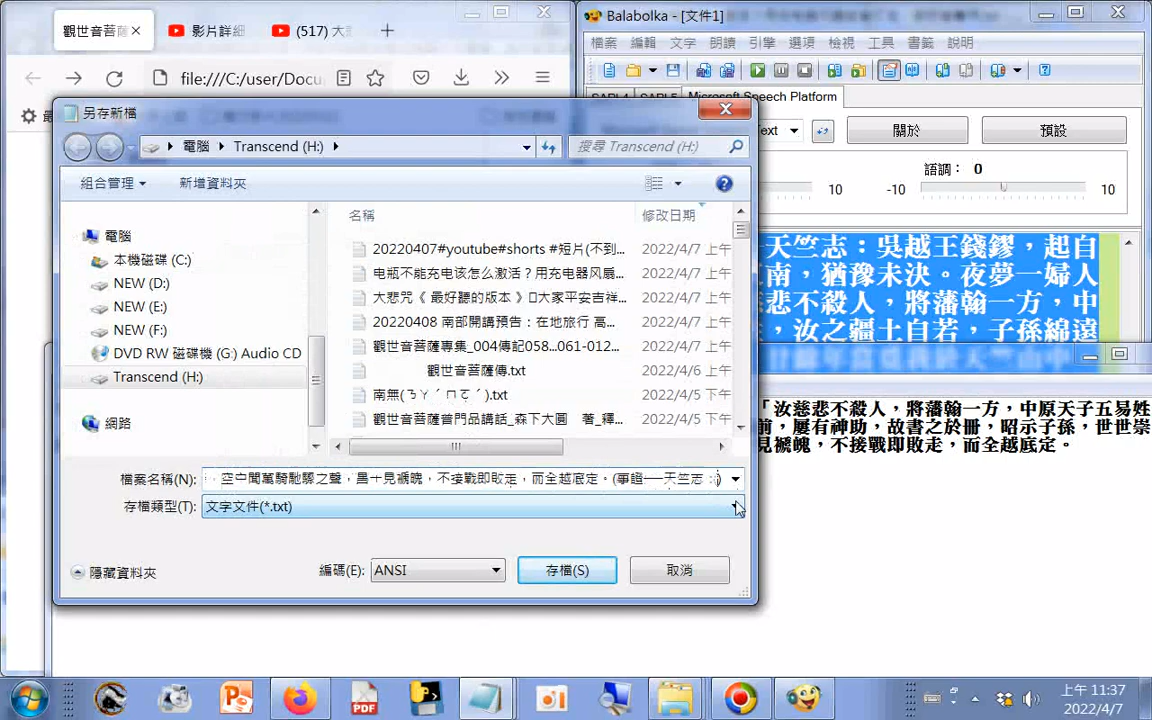 觀世音菩薩
影片詳細
(517) 大
file:///C:/user/Docu
Balabolka - [文件1]
檔案 編輯 文字 朗讀 引擎 選項 檢視 工具 書籤 說明
SAPI 4 SAPI 5 Microsoft Speech Platform
Text
關於
預設
語調： 0
10 -10 10
天竺志：吳越王錢鏐，起自
南，猶豫未決。夜夢一婦人
悲不殺人，將藩翰一方，中
，汝之疆土自若，子孫綿遠
「汝慈悲不殺人，將藩翰一方，中原天子五易姓
前，屢有神助，故書之於冊，昭示子孫，世世崇
見褫魄，不接戰即敗走，而全越底定。
另存新檔
電腦 Transcend (H:)
搜尋 Transcend (H:)
組合管理 新增資料夾
電腦
本機磁碟 (C:)
NEW (D:)
NEW (E:)
NEW (F:)
DVD RW 磁碟機 (G:) Audio CD
Transcend (H:)
網路
名稱 修改日期
20220407#youtube#shorts #短片(不到... 2022/4/7 上午
电瓶不能充电该怎么激活？用充电器风扇... 2022/4/7 上午
大悲咒《 最好聽的版本 》大家平安吉祥... 2022/4/7 上午
20220408 南部開講預告：在地旅行 高... 2022/4/7 上午
觀世音菩薩專集_004傳記058...061-012... 2022/4/7 上午
觀世音菩薩傳.txt 2022/4/6 上午
南無(ㄋㄚˊㄇㄛˊ).txt 2022/4/5 下午
觀世音菩薩普門品講話_森下大圓 著_釋... 2022/4/5 下午
檔案名稱(N): 空中聞萬騎馳驟之聲，黑十見褫魄，不接戰即敗走，而全越底定。(事證──天竺志 :)
存檔類型(T): 文字文件(*.txt)
隱藏資料夾
編碼(E): ANSI
存檔(S)
取消
上午 11:37
2022/4/7